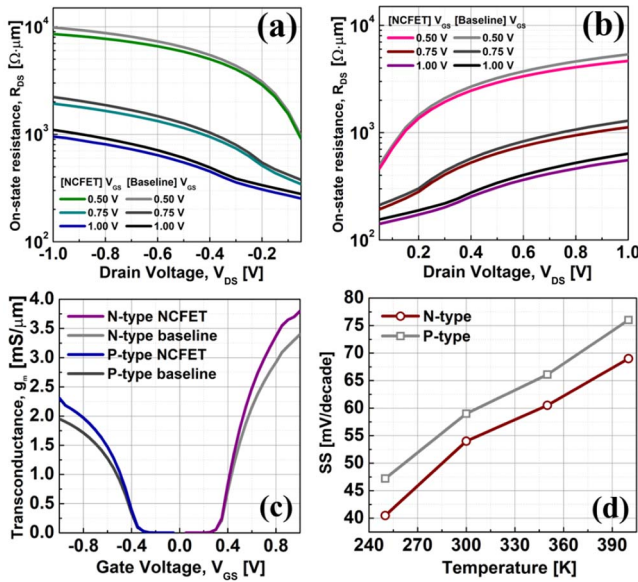 (a)
On-state resistance, R_DS [Ω·μm]
10^4
10^3
10^2
[NCFET] V_GS [Baseline] V_GS
0.50 V 0.50 V
0.75 V 0.75 V
1.00 V 1.00 V
-1.0 -0.8 -0.6 -0.4 -0.2
Drain Voltage, V_DS [V]
(b)
On-state resistance, R_DS [Ω·μm]
10^4
10^3
10^2
[NCFET] V_GS [Baseline] V_GS
0.50 V 0.50 V
0.75 V 0.75 V
1.00 V 1.00 V
0.2 0.4 0.6 0.8 1.0
Drain Voltage, V_DS [V]
(c)
Transconductance, g_m [mS/μm]
4.0
3.5
3.0
2.5
2.0
1.5
1.0
0.5
0.0
N-type NCFET
N-type baseline
P-type NCFET
P-type baseline
-0.8 -0.4 0.0 0.4 0.8
Gate Voltage, V_GS [V]
(d)
SS [mV/decade]
80
75
70
65
60
55
50
45
40
N-type
P-type
240 270 300 330 360 390
Temperature [K]